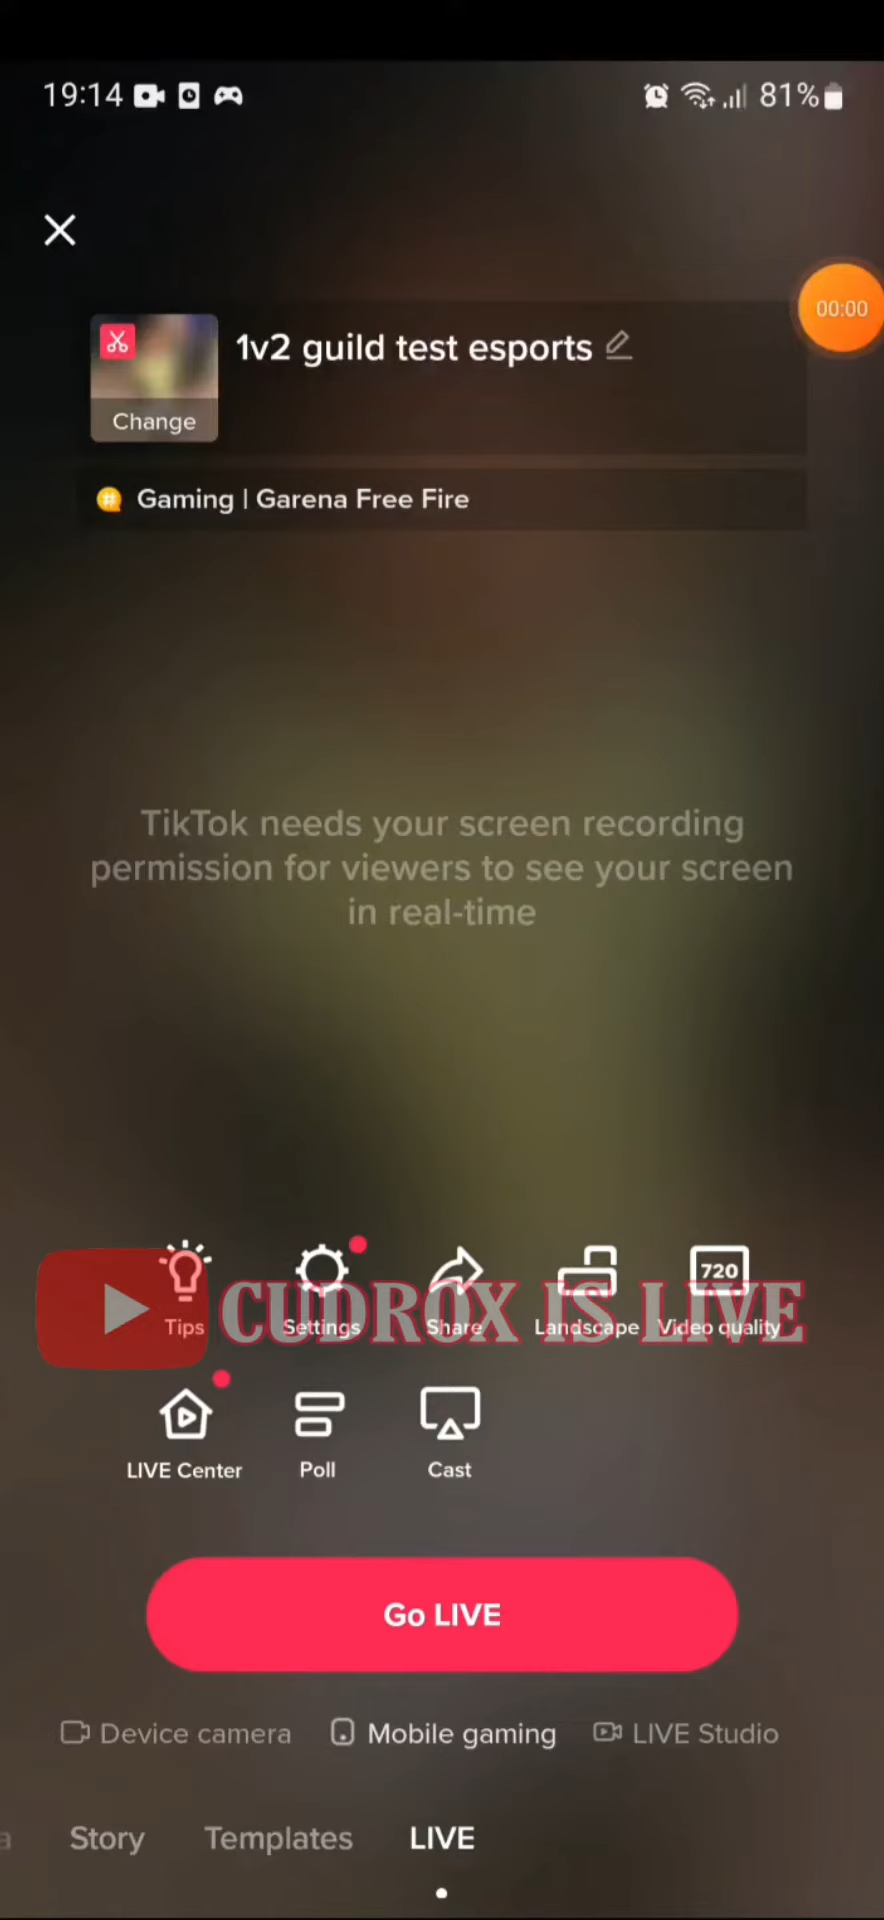 19:14
81%
00:00
1v2 guild test esports
Change
# Gaming | Garena Free Fire
TikTok needs your screen recording
permission for viewers to see your screen
in real-time
720
CUDROX IS LIVE
Tips Settings Share Landscape Video quality
LIVE Center Poll Cast
Go LIVE
Device camera Mobile gaming LIVE Studio
a Story Templates LIVE